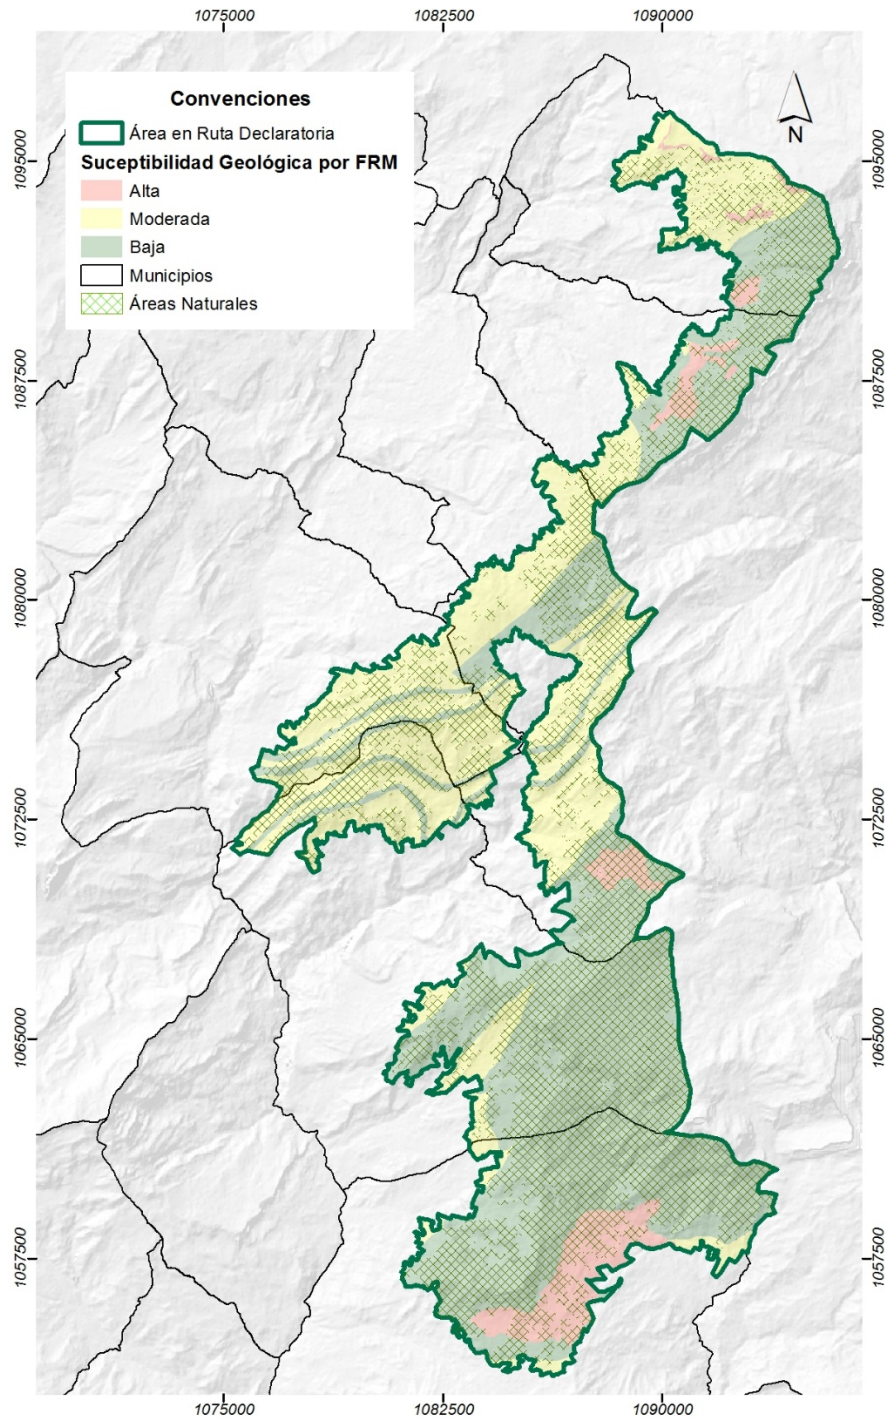 1075000 1082500 1090000
Convenciones
Área en Ruta Declaratoria
Suceptibilidad Geológica por FRM
Alta
Moderada
Baja
Municipios
Áreas Naturales
N
1095000 1095000
1087500 1087500
1080000 1080000
1072500 1072500
1065000 1065000
1057500 1057500
1075000 1082500 1090000